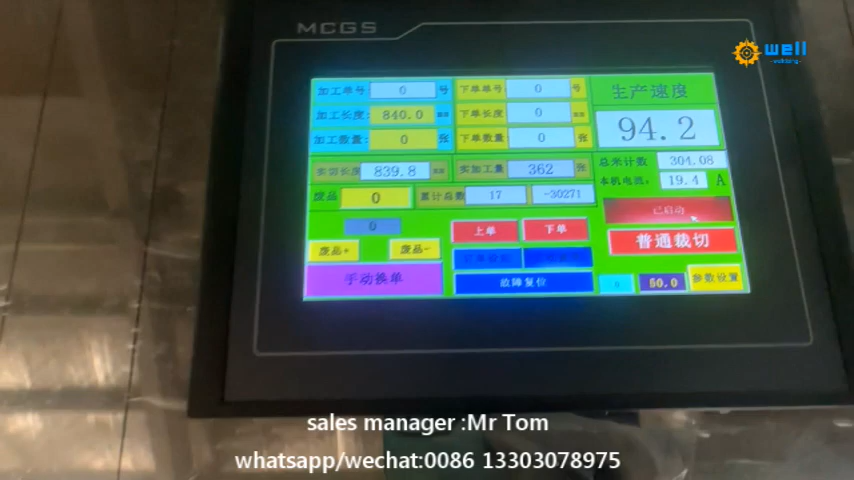 MCGS
well
-welding-
加工单号 0 号 下单单号: 0 号 生产速度
加工长度: 840.0 mm 下单长度 0 mm 94.2
加工数量: 0 张 下单数量: 0 张
总米计数 304.08
实切长度 839.8 mm 实加工量 362 张
本机电流: 19.4 A
废品 0 累计总数 17 -30271
已启动
0 上单 下单
普通裁切
废品+ 废品-
手动换单 故障复位 0 50.0 参数设置
sales manager :Mr Tom
whatsapp/wechat:0086 13303078975